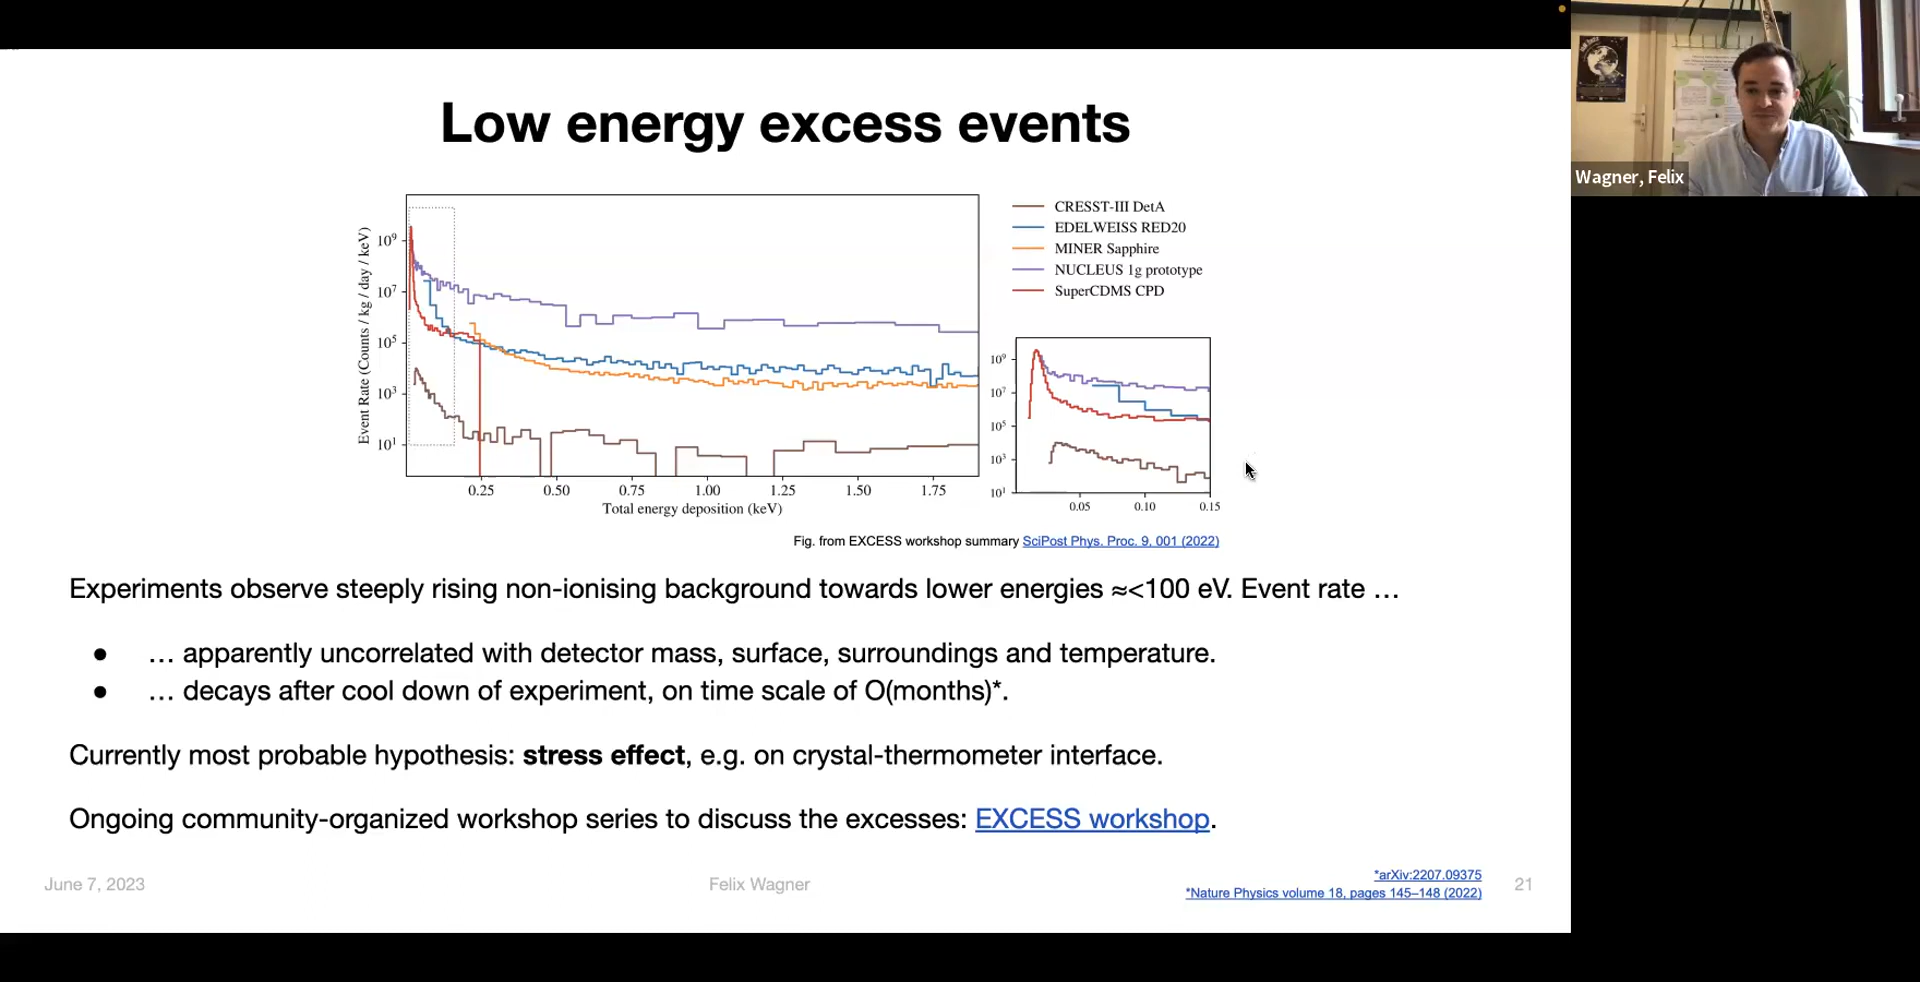 Low energy excess events
Event Rate (Counts / kg / day / keV)
10⁹
10⁷
10⁵
10³
10¹
0.25 0.50 0.75 1.00 1.25 1.50 1.75
Total energy deposition (keV)
CRESST-III DetA
EDELWEISS RED20
MINER Sapphire
NUCLEUS 1g prototype
SuperCDMS CPD
10⁹
10⁷
10⁵
10³
10¹
0.05 0.10 0.15
Fig. from EXCESS workshop summary SciPost Phys. Proc. 9, 001 (2022)
Experiments observe steeply rising non-ionising background towards lower energies ≈<100 eV. Event rate …
● … apparently uncorrelated with detector mass, surface, surroundings and temperature.
● … decays after cool down of experiment, on time scale of O(months)*.
Currently most probable hypothesis: stress effect, e.g. on crystal-thermometer interface.
Ongoing community-organized workshop series to discuss the excesses: EXCESS workshop.
June 7, 2023
Felix Wagner
*arXiv:2207.09375
*Nature Physics volume 18, pages 145–148 (2022)
21
Wagner, Felix